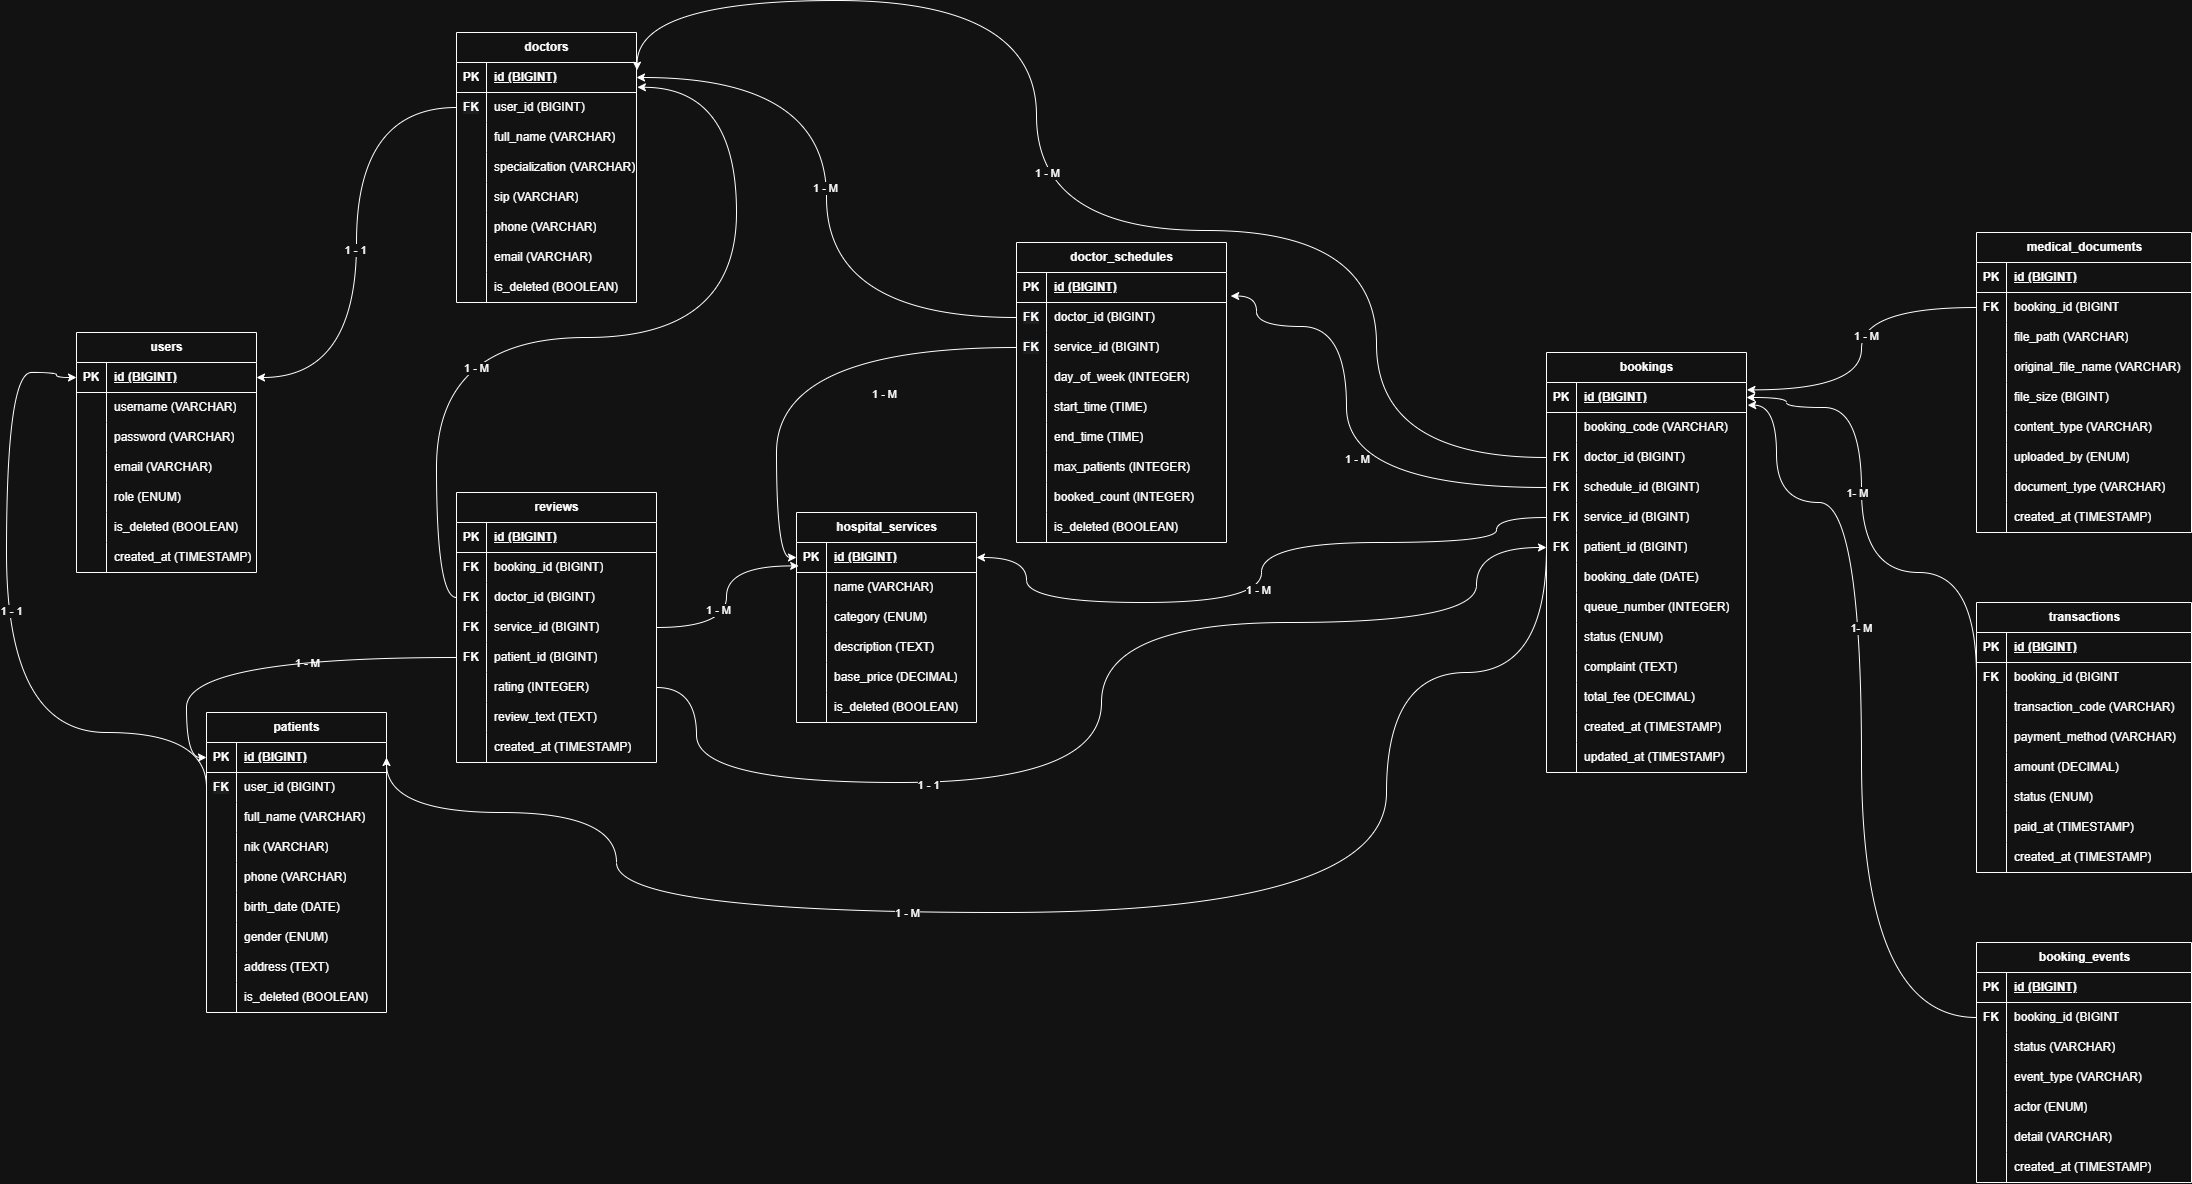 doctors
PK id (BIGINT)
FK user_id (BIGINT)
full_name (VARCHAR)
specialization (VARCHAR)
sip (VARCHAR)
phone (VARCHAR)
email (VARCHAR)
is_deleted (BOOLEAN)
1 - M
1 - M
1 - 1
1 - M
users
PK id (BIGINT)
username (VARCHAR)
password (VARCHAR)
email (VARCHAR)
role (ENUM)
is_deleted (BOOLEAN)
created_at (TIMESTAMP)
1 - 1
doctor_schedules
PK id (BIGINT)
FK doctor_id (BIGINT)
FK service_id (BIGINT)
day_of_week (INTEGER)
start_time (TIME)
end_time (TIME)
max_patients (INTEGER)
booked_count (INTEGER)
is_deleted (BOOLEAN)
1 - M
1 - M
reviews
PK id (BIGINT)
FK booking_id (BIGINT)
FK doctor_id (BIGINT)
FK service_id (BIGINT)
FK patient_id (BIGINT)
rating (INTEGER)
review_text (TEXT)
created_at (TIMESTAMP)
1 - M
1 - M
hospital_services
PK id (BIGINT)
name (VARCHAR)
category (ENUM)
description (TEXT)
base_price (DECIMAL)
is_deleted (BOOLEAN)
1 - M
1 - 1
1 - M
patients
PK id (BIGINT)
FK user_id (BIGINT)
full_name (VARCHAR)
nik (VARCHAR)
phone (VARCHAR)
birth_date (DATE)
gender (ENUM)
address (TEXT)
is_deleted (BOOLEAN)
bookings
PK id (BIGINT)
booking_code (VARCHAR)
FK doctor_id (BIGINT)
FK schedule_id (BIGINT)
FK service_id (BIGINT)
FK patient_id (BIGINT)
booking_date (DATE)
queue_number (INTEGER)
status (ENUM)
complaint (TEXT)
total_fee (DECIMAL)
created_at (TIMESTAMP)
updated_at (TIMESTAMP)
1 - M
1- M
1- M
medical_documents
PK id (BIGINT)
FK booking_id (BIGINT
file_path (VARCHAR)
original_file_name (VARCHAR)
file_size (BIGINT)
content_type (VARCHAR)
uploaded_by (ENUM)
document_type (VARCHAR)
created_at (TIMESTAMP)
transactions
PK id (BIGINT)
FK booking_id (BIGINT
transaction_code (VARCHAR)
payment_method (VARCHAR)
amount (DECIMAL)
status (ENUM)
paid_at (TIMESTAMP)
created_at (TIMESTAMP)
booking_events
PK id (BIGINT)
FK booking_id (BIGINT
status (VARCHAR)
event_type (VARCHAR)
actor (ENUM)
detail (VARCHAR)
created_at (TIMESTAMP)